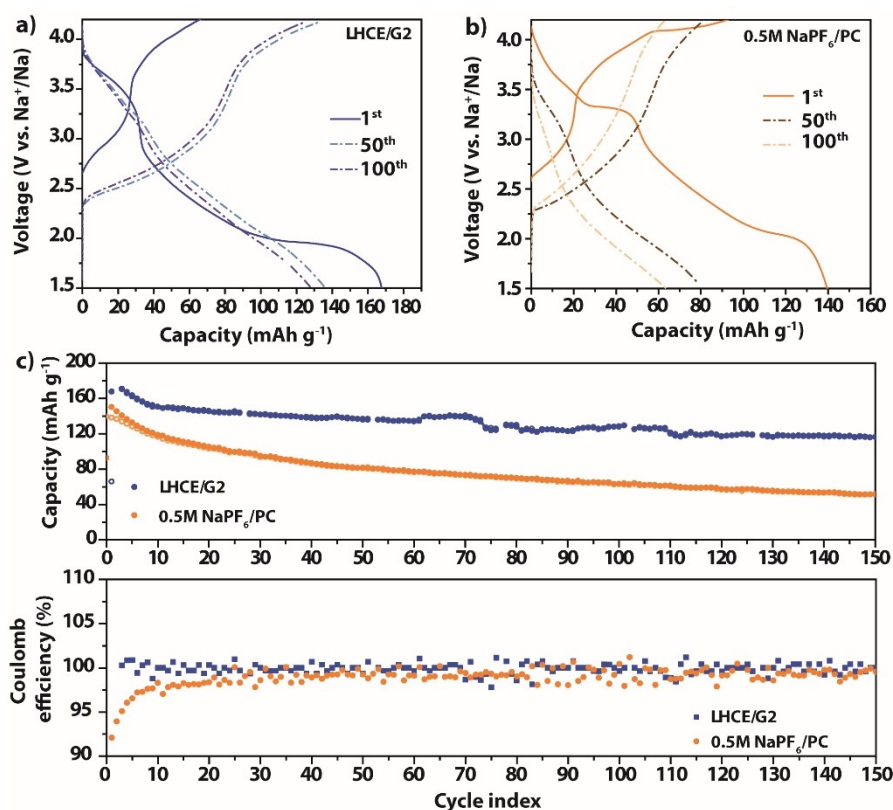 a)
LHCE/G2
1st
50th
100th
Voltage (V vs. Na+/Na)
4.0
3.5
3.0
2.5
2.0
1.5
0 20 40 60 80 100 120 140 160 180
Capacity (mAh g-1)
b)
0.5M NaPF6/PC
1st
50th
100th
Voltage (V vs. Na+/Na)
4.0
3.5
3.0
2.5
2.0
1.5
0 20 40 60 80 100 120 140 160
Capacity (mAh g-1)
c)
Capacity (mAh g-1)
200
160
120
80
40
0
LHCE/G2
0.5M NaPF6/PC
0 10 20 30 40 50 60 70 80 90 100 110 120 130 140 150
Coulomb
efficiency (%)
110
105
100
95
90
LHCE/G2
0.5M NaPF6/PC
0 10 20 30 40 50 60 70 80 90 100 110 120 130 140 150
Cycle index